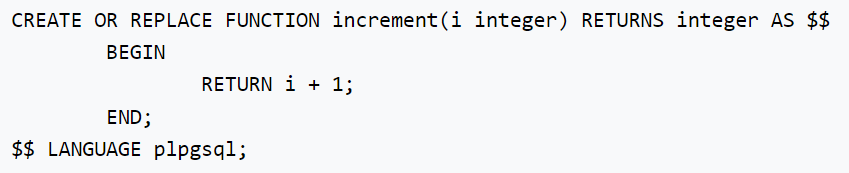 CREATE OR REPLACE FUNCTION increment(i integer) RETURNS integer AS $$
        BEGIN
                RETURN i + 1;
        END;
$$ LANGUAGE plpgsql;